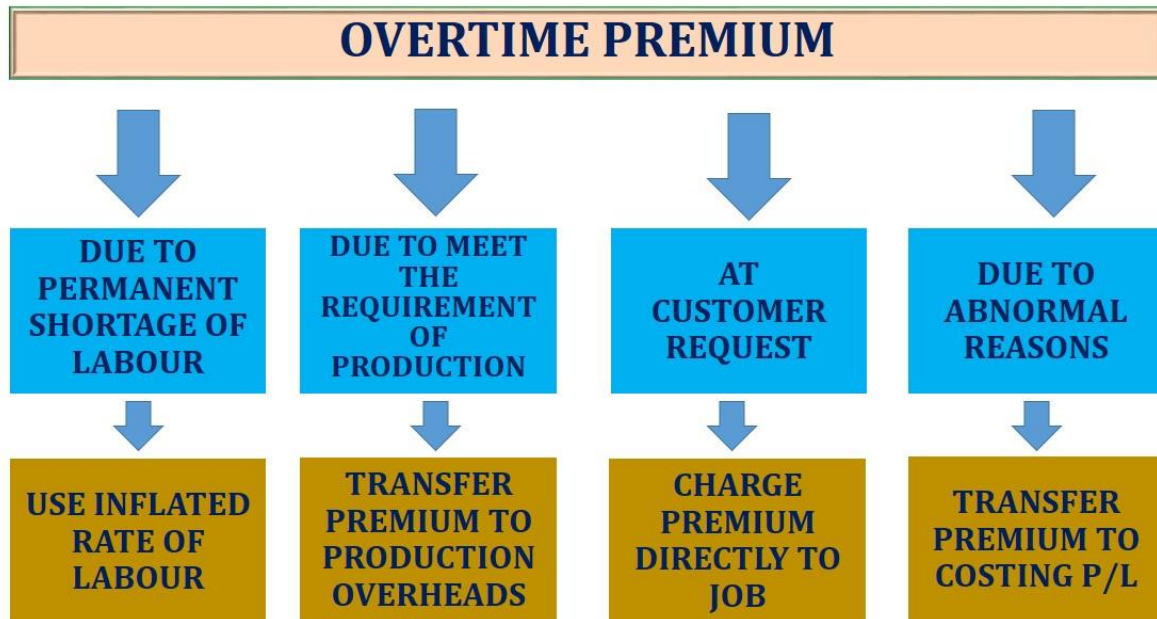 OVERTIME PREMIUM
DUE TO
PERMANENT
SHORTAGE OF
LABOUR
DUE TO MEET
THE
REQUIREMENT
OF
PRODUCTION
AT
CUSTOMER
REQUEST
DUE TO
ABNORMAL
REASONS
USE INFLATED
RATE OF
LABOUR
TRANSFER
PREMIUM TO
PRODUCTION
OVERHEADS
CHARGE
PREMIUM
DIRECTLY TO
JOB
TRANSFER
PREMIUM TO
COSTING P/L